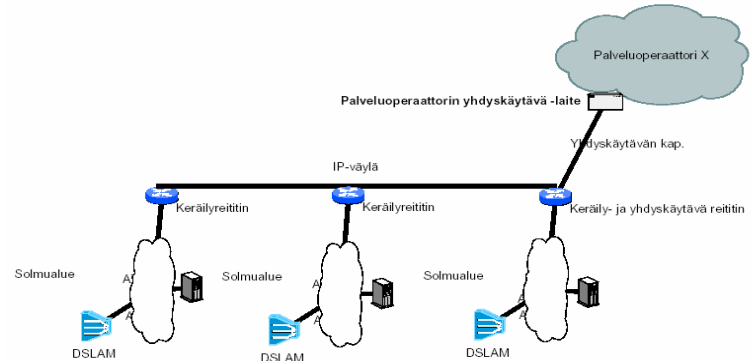 Palveluoperaattori X
Palveluoperaattorin yhdyskäytävä -laite
Yhdyskäytävän kap.
IP-väylä
Keräilyreititin
Keräilyreititin
Keräily- ja yhdyskäytävä reititin
Solmualue
Solmualue
Solmualue
A
A
A
A
A
A
DSLAM
DSLAM
DSLAM